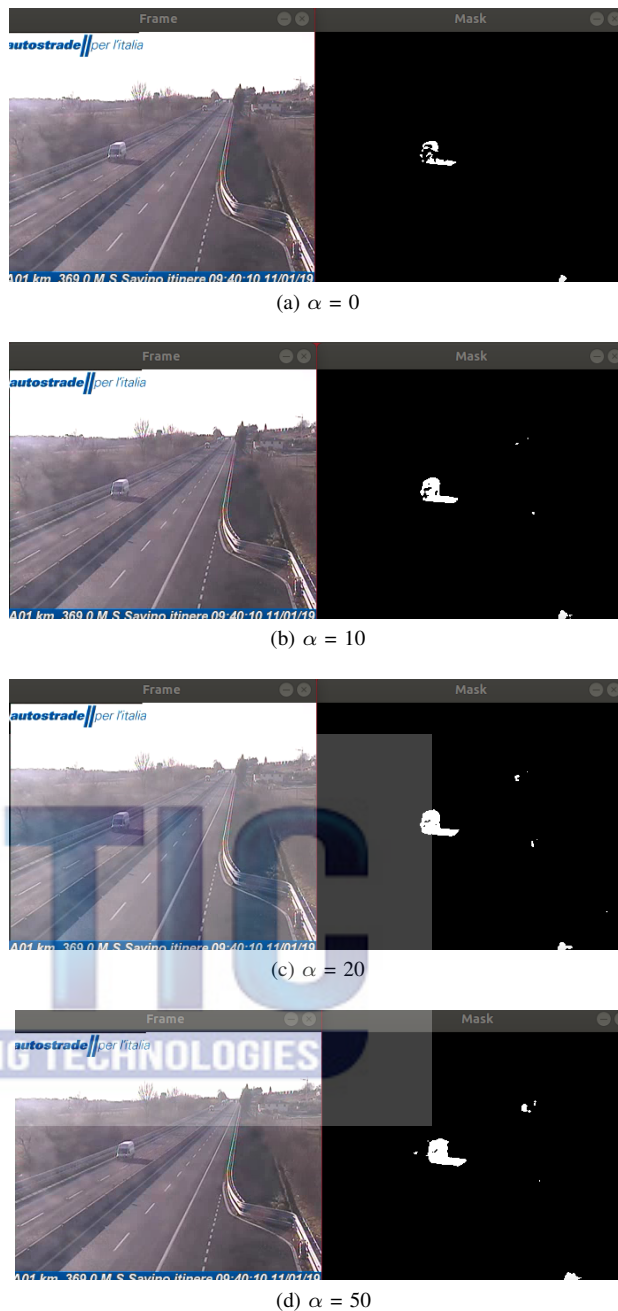 Frame Mask
autostrade//per l'italia
A01 km. 369.0 M.S.Savino itinere 09:40:10 11/01/19
(a) α = 0
Frame Mask
autostrade//per l'italia
A01 km. 369.0 M.S.Savino itinere 09:40:10 11/01/19
(b) α = 10
Frame Mask
autostrade//per l'italia
TIC
A01 km. 369.0 M.S.Savino itinere 09:40:10 11/01/19
(c) α = 20
Frame Mask
autostrade//per l'italia
NG TECHNOLOGIES
A01 km. 369.0 M.S.Savino itinere 09:40:10 11/01/19
(d) α = 50